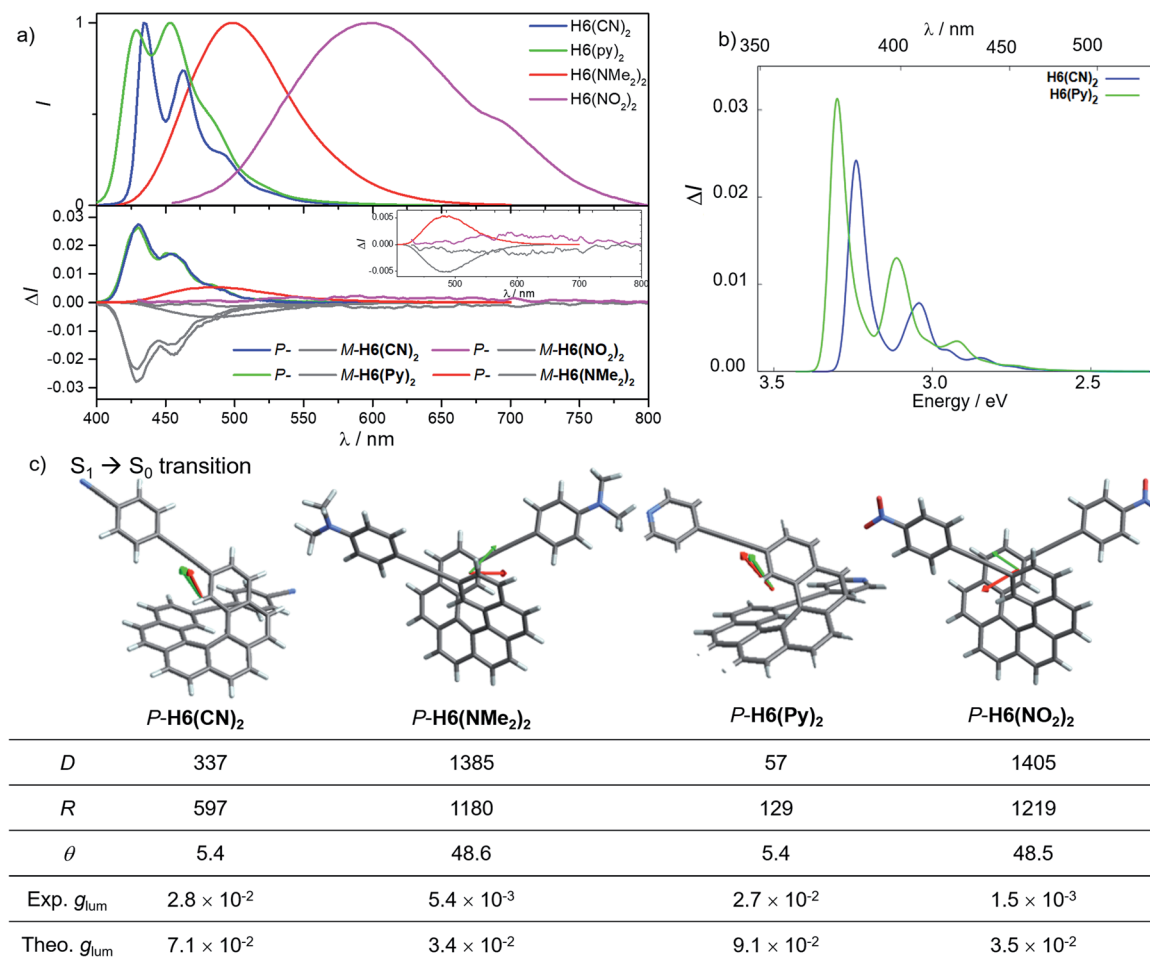 a)
1
I
0
H6(CN)₂
H6(py)₂
H6(NMe₂)₂
H6(NO₂)₂
0.03
0.02
0.01
0.00
-0.01
-0.02
-0.03
ΔI
0.005
0.000
-0.005
ΔI
500 600 700 800
λ / nm
P- M-H6(CN)₂ P- M-H6(NO₂)₂
P- M-H6(Py)₂ P- M-H6(NMe₂)₂
400 450 500 550 600 650 700 750 800
λ / nm
b)
λ / nm
350 400 450 500
H6(CN)₂
H6(Py)₂
0.03
0.02
0.01
0.00
ΔI
3.5 3.0 2.5
Energy / eV
c) S₁ → S₀ transition
P-H6(CN)₂ P-H6(NMe₂)₂ P-H6(Py)₂ P-H6(NO₂)₂
D 337 1385 57 1405
R 597 1180 129 1219
θ 5.4 48.6 5.4 48.5
Exp. g_lum 2.8 × 10⁻² 5.4 × 10⁻³ 2.7 × 10⁻² 1.5 × 10⁻³
Theo. g_lum 7.1 × 10⁻² 3.4 × 10⁻² 9.1 × 10⁻² 3.5 × 10⁻²